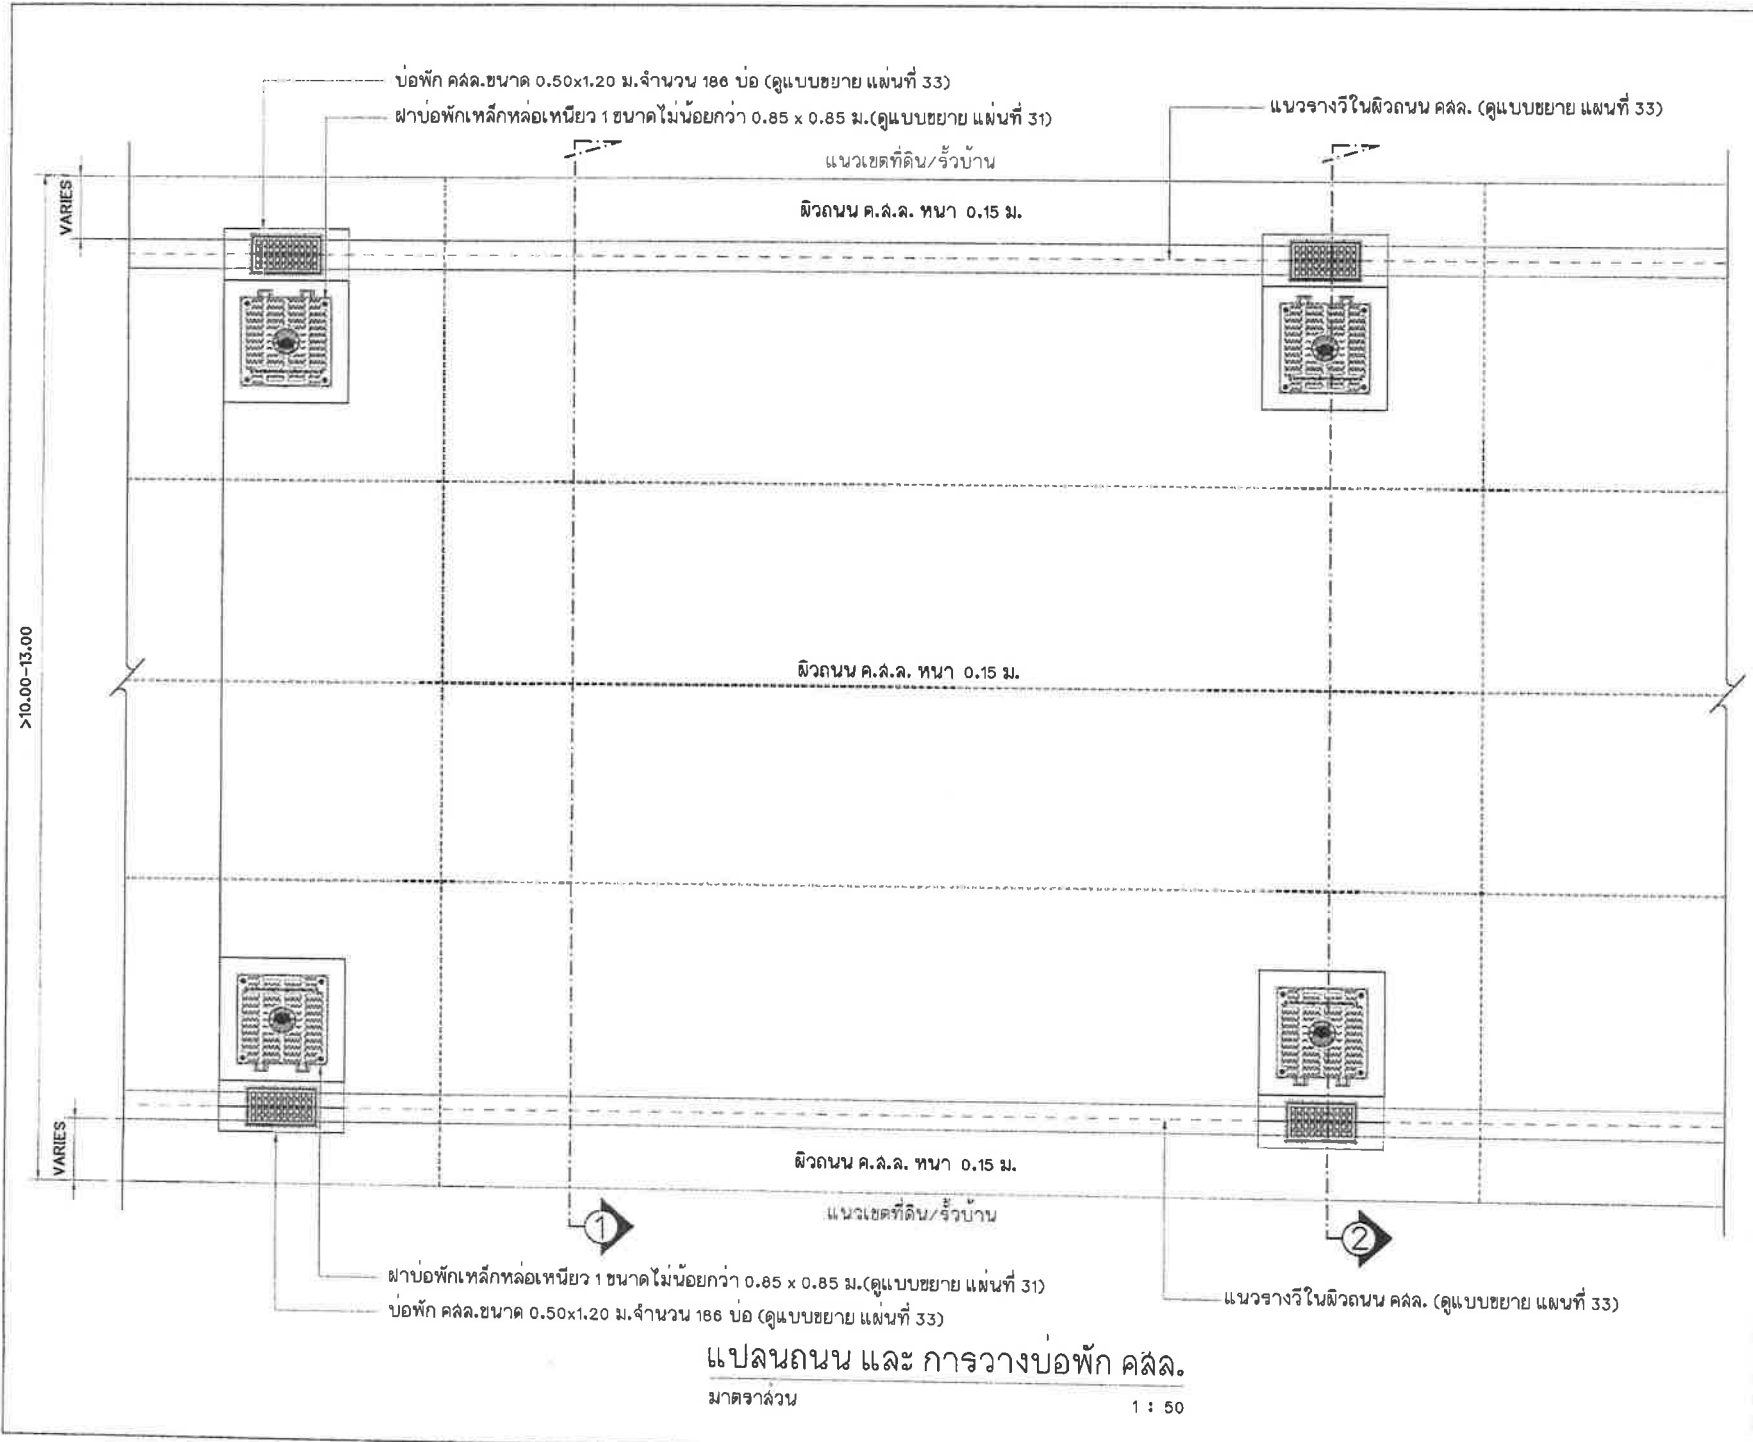 บ่อพัก คสล.ขนาด 0.50x1.20 ม.จำนวน 186 บ่อ (ดูแบบขยาย แผ่นที่ 33)
ฝาบ่อพักเหล็กหล่อเหนียว 1 ขนาดไม่น้อยกว่า 0.85 x 0.85 ม.(ดูแบบขยาย แผ่นที่ 31)
แนวรางวีในผิวถนน คสล. (ดูแบบขยาย แผ่นที่ 33)
แนวเขตที่ดิน/รั้วบ้าน
VARIES
ผิวถนน ค.ส.ล. หนา 0.15 ม.
>10.00-13.00
ผิวถนน ค.ส.ล. หนา 0.15 ม.
VARIES
ผิวถนน ค.ส.ล. หนา 0.15 ม.
แนวเขตที่ดิน/รั้วบ้าน
1
2
ฝาบ่อพักเหล็กหล่อเหนียว 1 ขนาดไม่น้อยกว่า 0.85 x 0.85 ม.(ดูแบบขยาย แผ่นที่ 31)
บ่อพัก คสล.ขนาด 0.50x1.20 ม.จำนวน 186 บ่อ (ดูแบบขยาย แผ่นที่ 33)
แนวรางวีในผิวถนน คสล. (ดูแบบขยาย แผ่นที่ 33)
แปลนถนน และ การวางบ่อพัก คสล.
มาตราส่วน 1 : 50